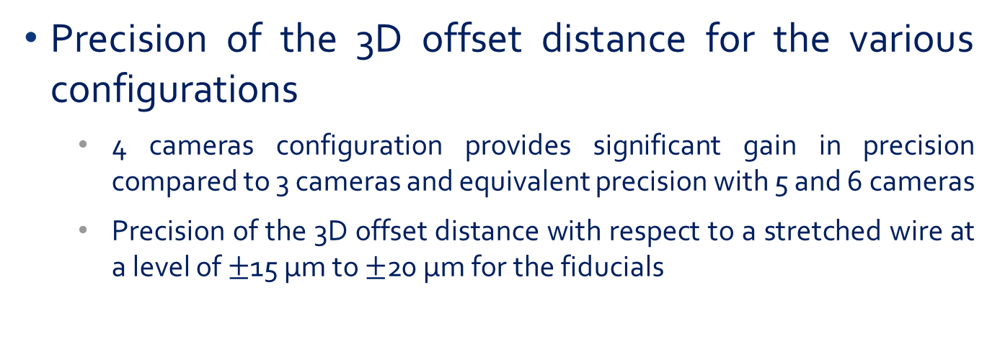 • Precision of the 3D offset distance for the various
configurations
• 4 cameras configuration provides significant gain in precision
compared to 3 cameras and equivalent precision with 5 and 6 cameras
• Precision of the 3D offset distance with respect to a stretched wire at
a level of ±15 µm to ±20 µm for the fiducials